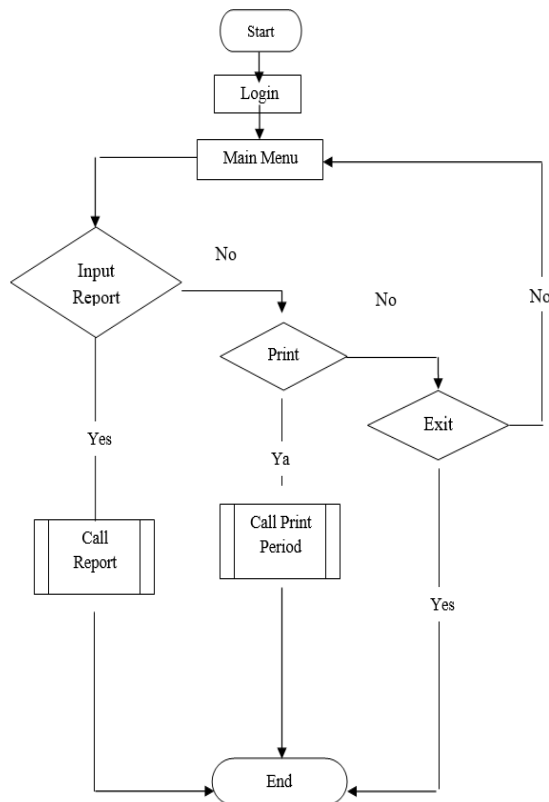 Start
Login
Main Menu
Input
Report
No
Print
No
Exit
No
Yes
Call
Report
Ya
Call Print
Period
Yes
End